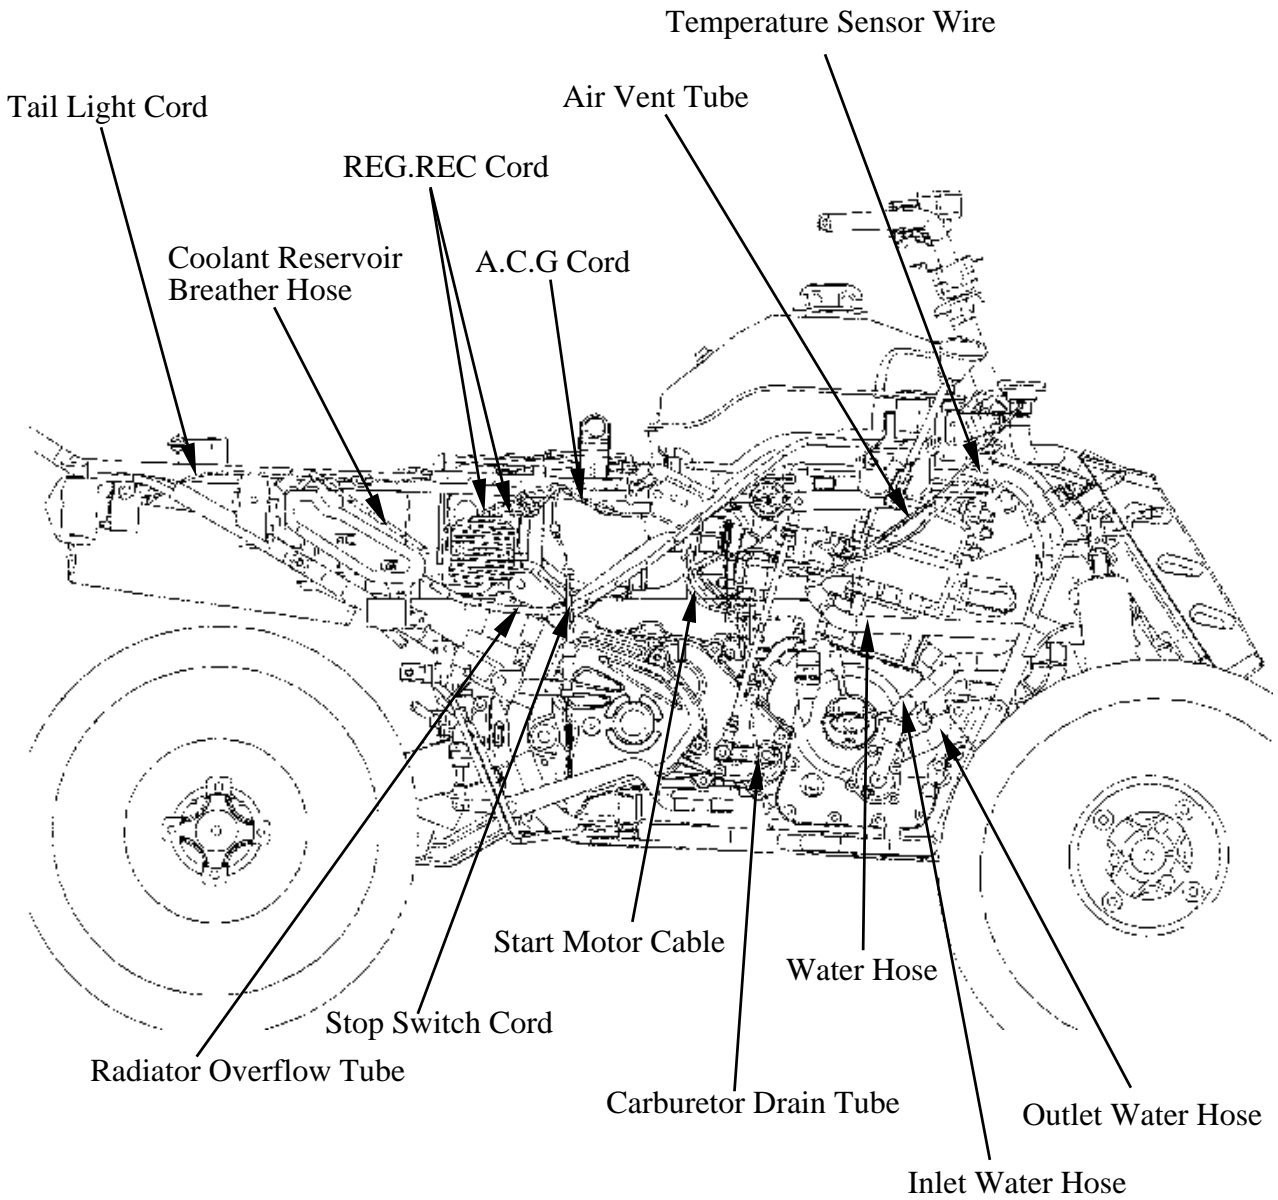 Temperature Sensor Wire
Air Vent Tube
Tail Light Cord
REG.REC Cord
Coolant Reservoir
Breather Hose
A.C.G Cord
Start Motor Cable
Water Hose
Stop Switch Cord
Radiator Overflow Tube
Carburetor Drain Tube
Outlet Water Hose
Inlet Water Hose